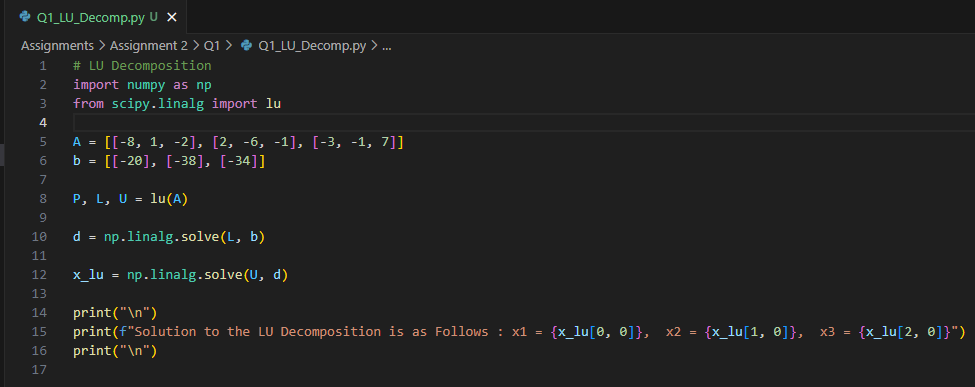 Q1_LU_Decomp.py U ×
Assignments > Assignment 2 > Q1 > Q1_LU_Decomp.py > ...
1 # LU Decomposition
2 import numpy as np
3 from scipy.linalg import lu
4
5 A = [[-8, 1, -2], [2, -6, -1], [-3, -1, 7]]
6 b = [[-20], [-38], [-34]]
7
8 P, L, U = lu(A)
9
10 d = np.linalg.solve(L, b)
11
12 x_lu = np.linalg.solve(U, d)
13
14 print("\n")
15 print(f"Solution to the LU Decomposition is as Follows : x1 = {x_lu[0, 0]},  x2 = {x_lu[1, 0]},  x3 = {x_lu[2, 0]}")
16 print("\n")
17